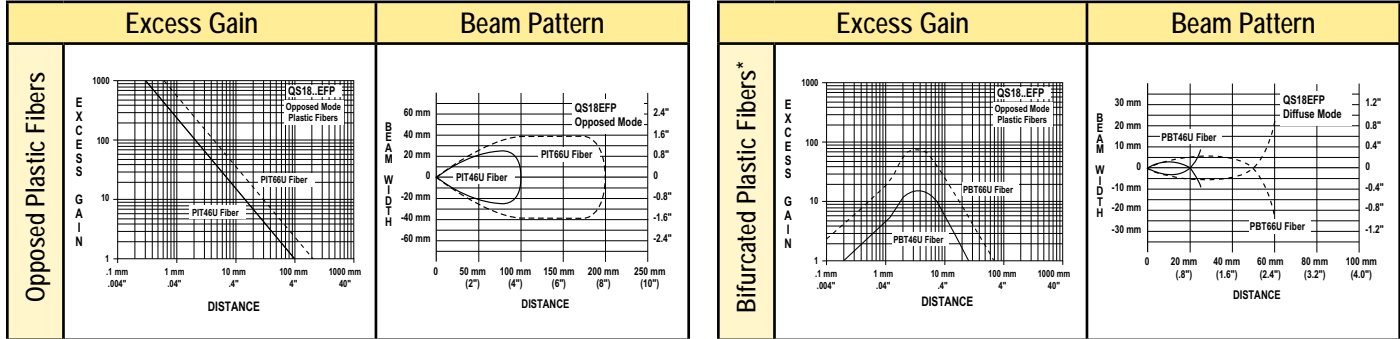 Excess Gain
Beam Pattern
Opposed Plastic Fibers
EXCESS GAIN
1000
100
10
1
QS18..EFP
Opposed Mode
Plastic Fibers
PIT66U Fiber
PIT46U Fiber
.1 mm 1 mm 10 mm 100 mm 1000 mm
.004" .04" .4" 4" 40"
DISTANCE
BEAM WIDTH
60 mm
40 mm
20 mm
0
-20 mm
-40 mm
-60 mm
QS18EFP
Opposed Mode
PIT66U Fiber
PIT46U Fiber
2.4"
1.6"
0.8"
0
-0.8"
-1.6"
-2.4"
0 50 mm 100 mm 150 mm 200 mm 250 mm
(2") (4") (6") (8") (10")
DISTANCE
Excess Gain
Beam Pattern
Bifurcated Plastic Fibers*
EXCESS GAIN
1000
100
10
1
QS18..EFP
Opposed Mode
Plastic Fibers
PBT66U Fiber
PBT46U Fiber
.1 mm 1 mm 10 mm 100 mm 1000 mm
.004" .04" .4" 4" 40"
DISTANCE
BEAM WIDTH
30 mm
20 mm
10 mm
0
-10 mm
-20 mm
-30 mm
QS18EFP
Diffuse Mode
PBT46U Fiber
PBT66U Fiber
1.2"
0.8"
0.4"
0
-0.4"
-0.8"
-1.2"
0 20 mm 40 mm 60 mm 80 mm 100 mm
(.8") (1.6") (2.4") (3.2") (4.0")
DISTANCE